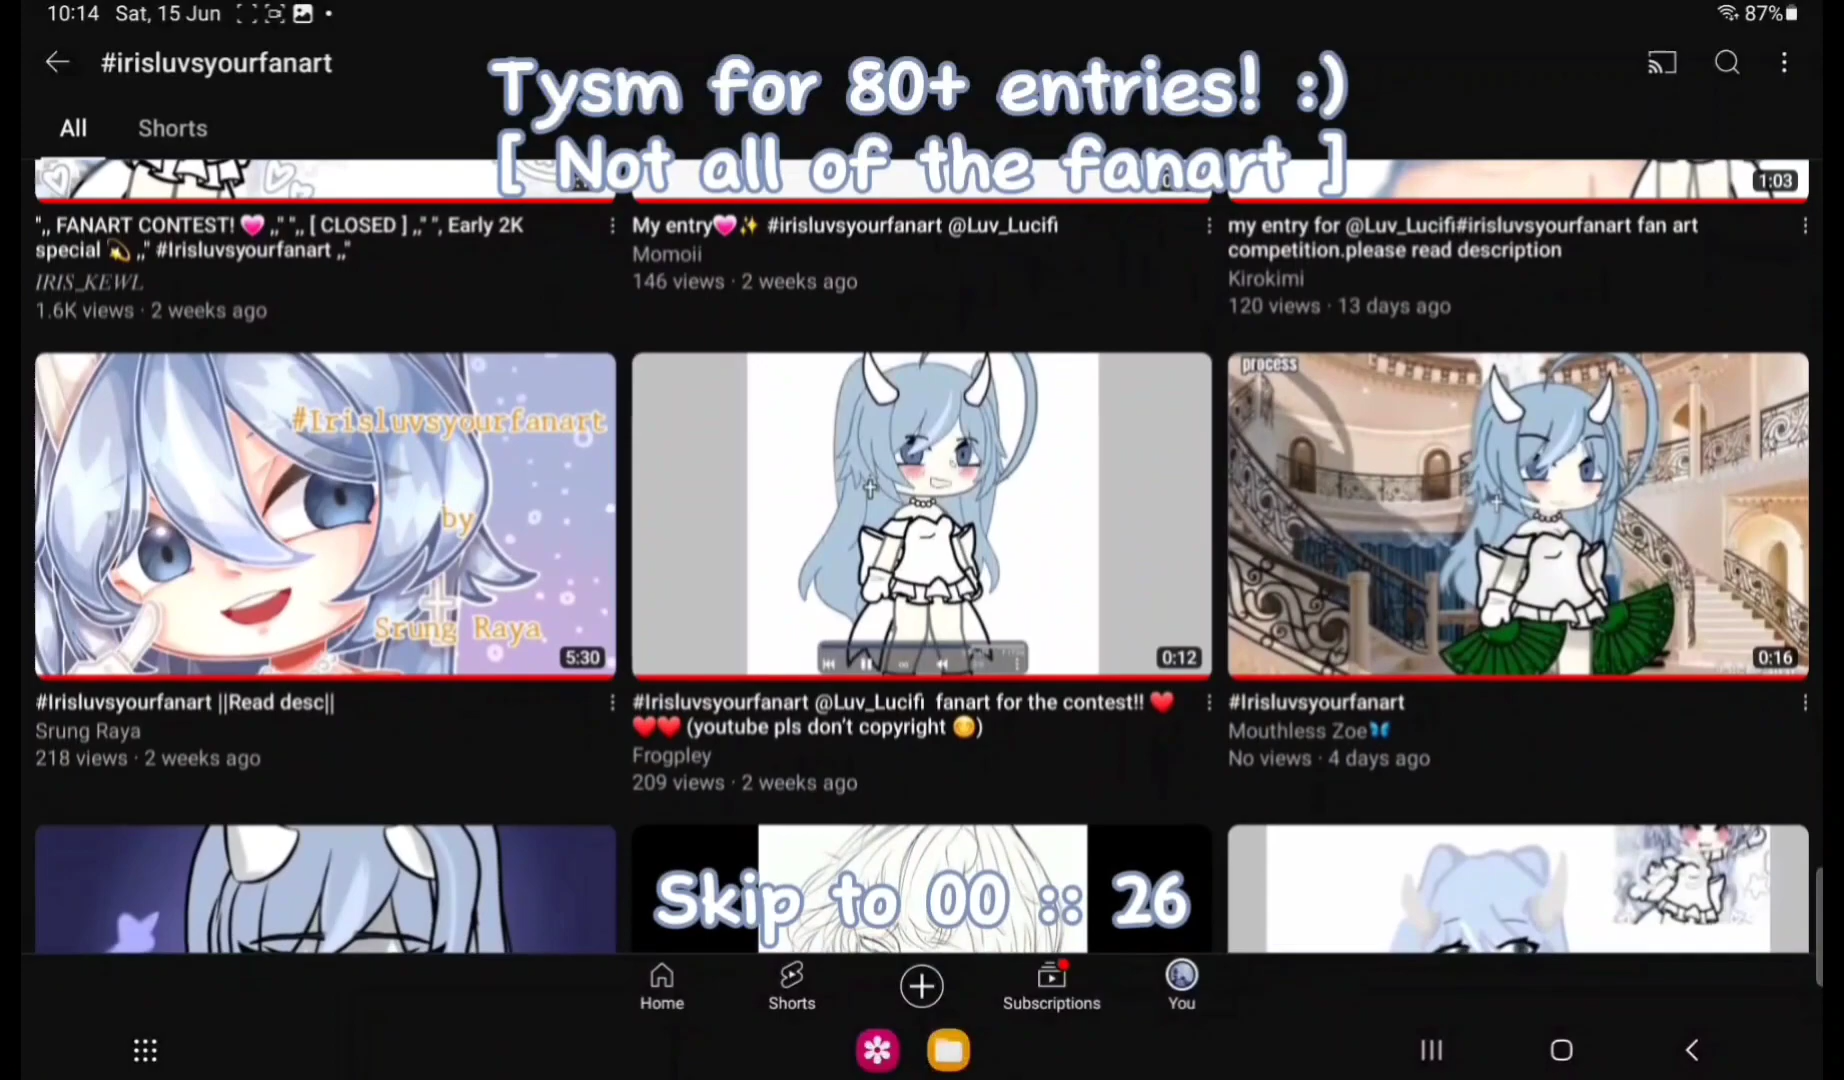 10:14 Sat, 15 Jun
87%
#irisluvsyourfanart
Tysm for 80+ entries! :)
[ Not all of the fanart ]
All
Shorts
1:03
",, FANART CONTEST! 💗 ,," ",, [ CLOSED ] ,," ", Early 2K
special 💫 ,," #Irisluvsyourfanart ,,"
IRIS_KEWL
1.6K views · 2 weeks ago
My entry💗✨ #irisluvsyourfanart @Luv_Lucifi
Momoii
146 views · 2 weeks ago
my entry for @Luv_Lucifi#irisluvsyourfanart fan art
competition.please read description
Kirokimi
120 views · 13 days ago
#Irisluvsyourfanart
by
Srung Raya
5:30
0:12
process
0:16
#Irisluvsyourfanart ||Read desc||
Srung Raya
218 views · 2 weeks ago
#Irisluvsyourfanart @Luv_Lucifi fanart for the contest!! ❤️
❤️❤️ (youtube pls don't copyright 😊)
Frogpley
209 views · 2 weeks ago
#Irisluvsyourfanart
Mouthless Zoe🦋
No views · 4 days ago
Skip to 00 :: 26
Home
Shorts
Subscriptions
You